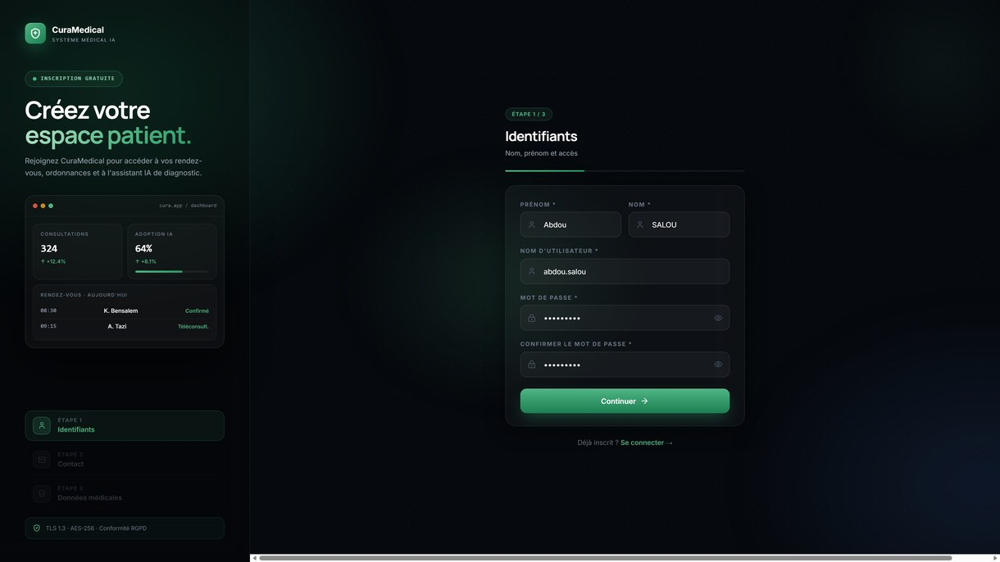 CuraMedical
SYSTÈME MÉDICAL IA
INSCRIPTION GRATUITE
Créez votre
espace patient.
Rejoignez CuraMedical pour accéder à vos rendez-
vous, ordonnances et à l'assistant IA de diagnostic.
cura.app / dashboard
CONSULTATIONS
324
↑ +12.4%
ADOPTION IA
64%
↑ +8.1%
RENDEZ-VOUS · AUJOURD'HUI
08:30 K. Bensalem Confirmé
09:15 A. Tazi Téléconsult.
ÉTAPE 1
Identifiants
ÉTAPE 2
Contact
ÉTAPE 3
Données médicales
TLS 1.3 · AES-256 · Conformité RGPD
ÉTAPE 1 / 3
Identifiants
Nom, prénom et accès
PRÉNOM * NOM *
Abdou SALOU
NOM D'UTILISATEUR *
abdou.salou
MOT DE PASSE *
•••••••••
CONFIRMER LE MOT DE PASSE *
•••••••••
Continuer →
Déjà inscrit ? Se connecter →